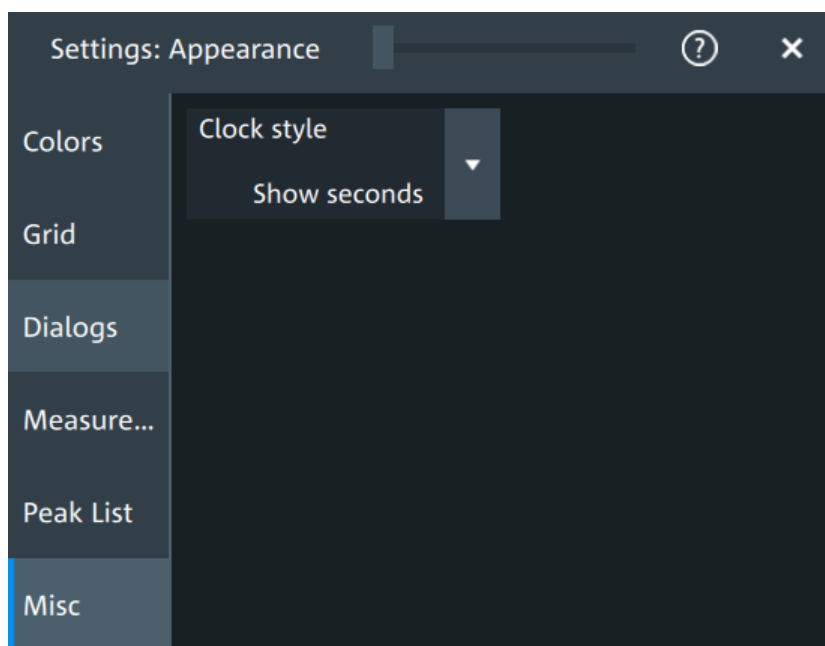 Settings: Appearance
Colors
Grid
Dialogs
Measure...
Peak List
Misc
Clock style
Show seconds